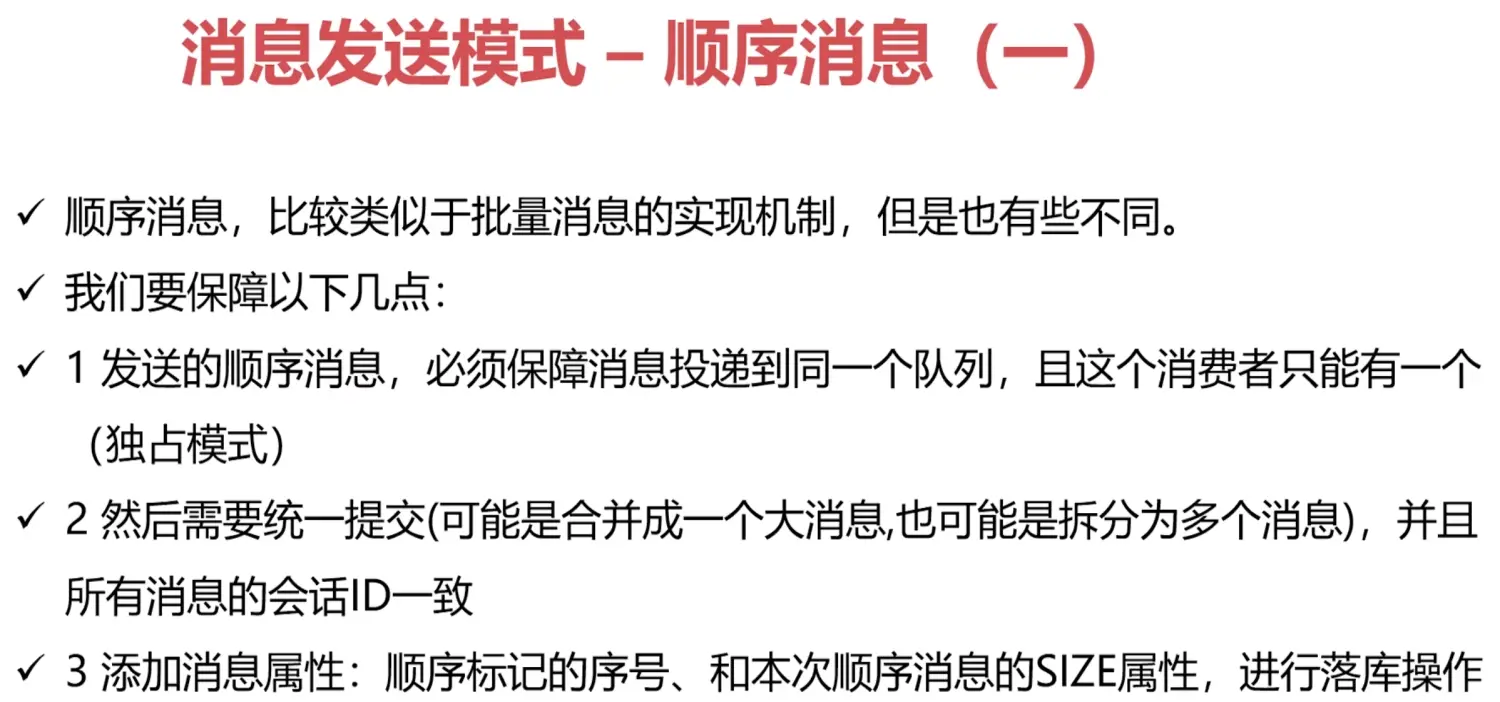 消息发送模式 – 顺序消息（一）
✓ 顺序消息，比较类似于批量消息的实现机制，但是也有些不同。
✓ 我们要保障以下几点：
✓ 1 发送的顺序消息，必须保障消息投递到同一个队列，且这个消费者只能有一个
（独占模式）
✓ 2 然后需要统一提交(可能是合并成一个大消息,也可能是拆分为多个消息)，并且
所有消息的会话ID一致
✓ 3 添加消息属性：顺序标记的序号、和本次顺序消息的SIZE属性，进行落库操作